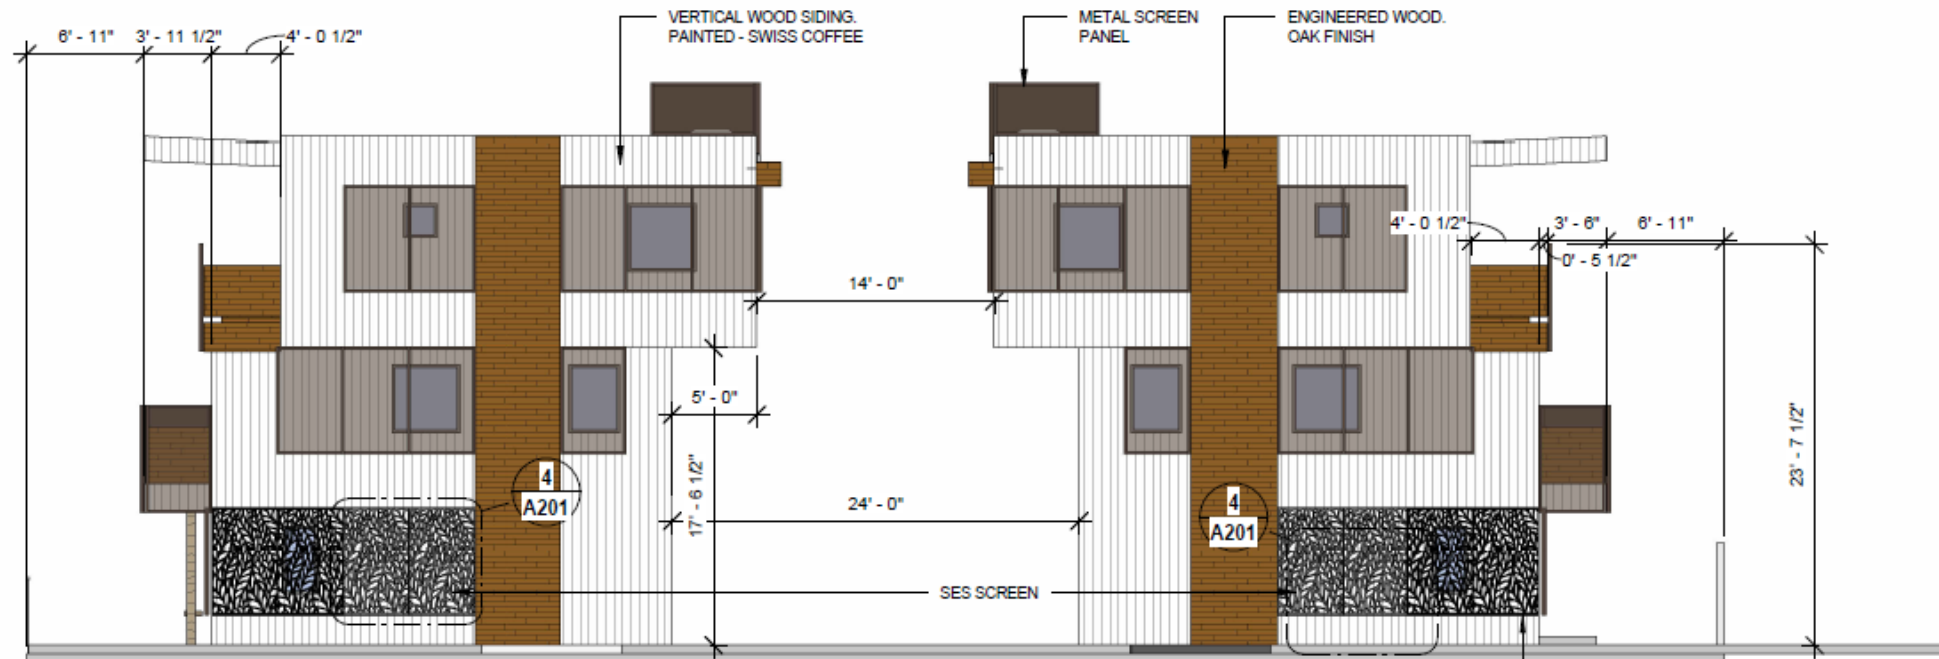 VERTICAL WOOD SIDING.
PAINTED - SWISS COFFEE
METAL SCREEN
PANEL
ENGINEERED WOOD.
OAK FINISH
6' - 11"
3' - 11 1/2"
4' - 0 1/2"
4' - 0 1/2"
3' - 6"
6' - 11"
0' - 5 1/2"
14' - 0"
5' - 0"
17' - 6 1/2"
23' - 7 1/2"
24' - 0"
4
A201
4
A201
SES SCREEN